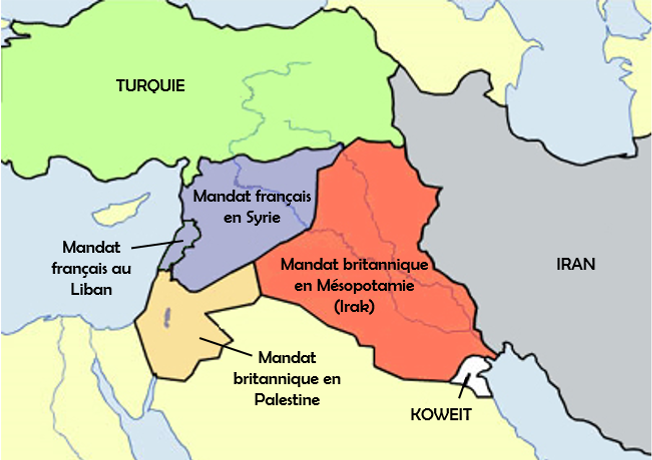 TURQUIE
Mandat français
en Syrie
Mandat
français au
Liban
Mandat britannique
en Mésopotamie
(Irak)
IRAN
Mandat
britannique en
Palestine
KOWEIT